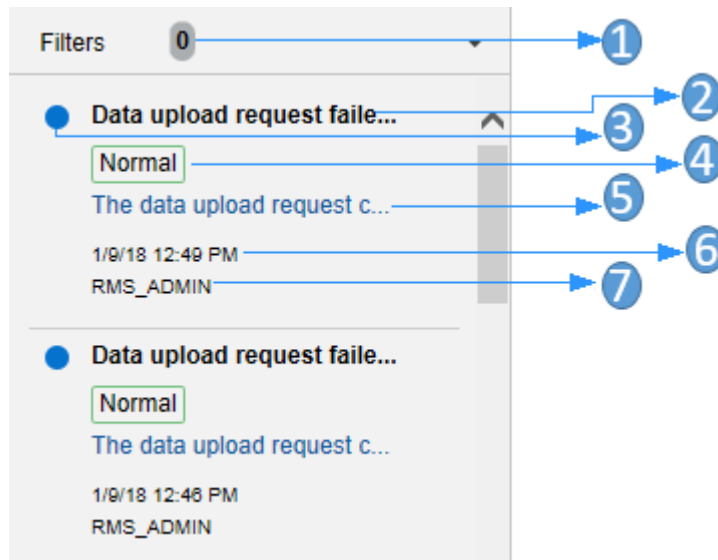 Filters 0 1
Data upload request faile... 2
3
Normal 4
The data upload request c... 5
1/9/18 12:49 PM 6
RMS_ADMIN 7
Data upload request faile...
Normal
The data upload request c...
1/9/18 12:46 PM
RMS_ADMIN